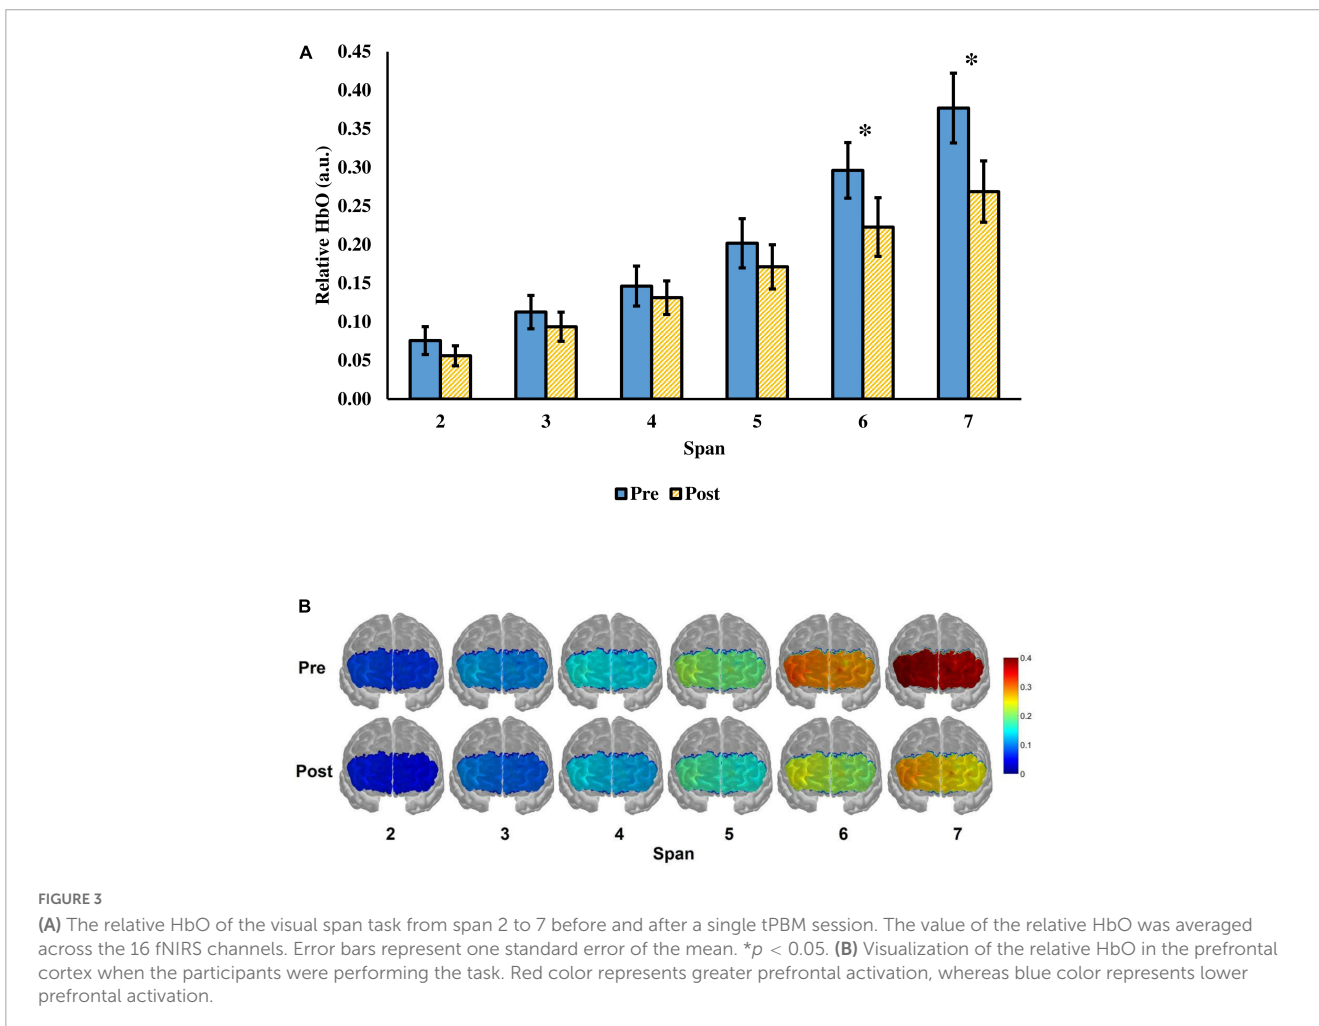 A
0.45
0.40
0.35
0.30
0.25
0.20
0.15
0.10
0.05
0.00
Relative HbO (a.u.)
*
*
2 3 4 5 6 7
Span
Pre Post
B
Pre
Post
0.4
0.3
0.2
0.1
0
2 3 4 5 6 7
Span
FIGURE 3
(A) The relative HbO of the visual span task from span 2 to 7 before and after a single tPBM session. The value of the relative HbO was averaged
across the 16 fNIRS channels. Error bars represent one standard error of the mean. *p < 0.05. (B) Visualization of the relative HbO in the prefrontal
cortex when the participants were performing the task. Red color represents greater prefrontal activation, whereas blue color represents lower
prefrontal activation.